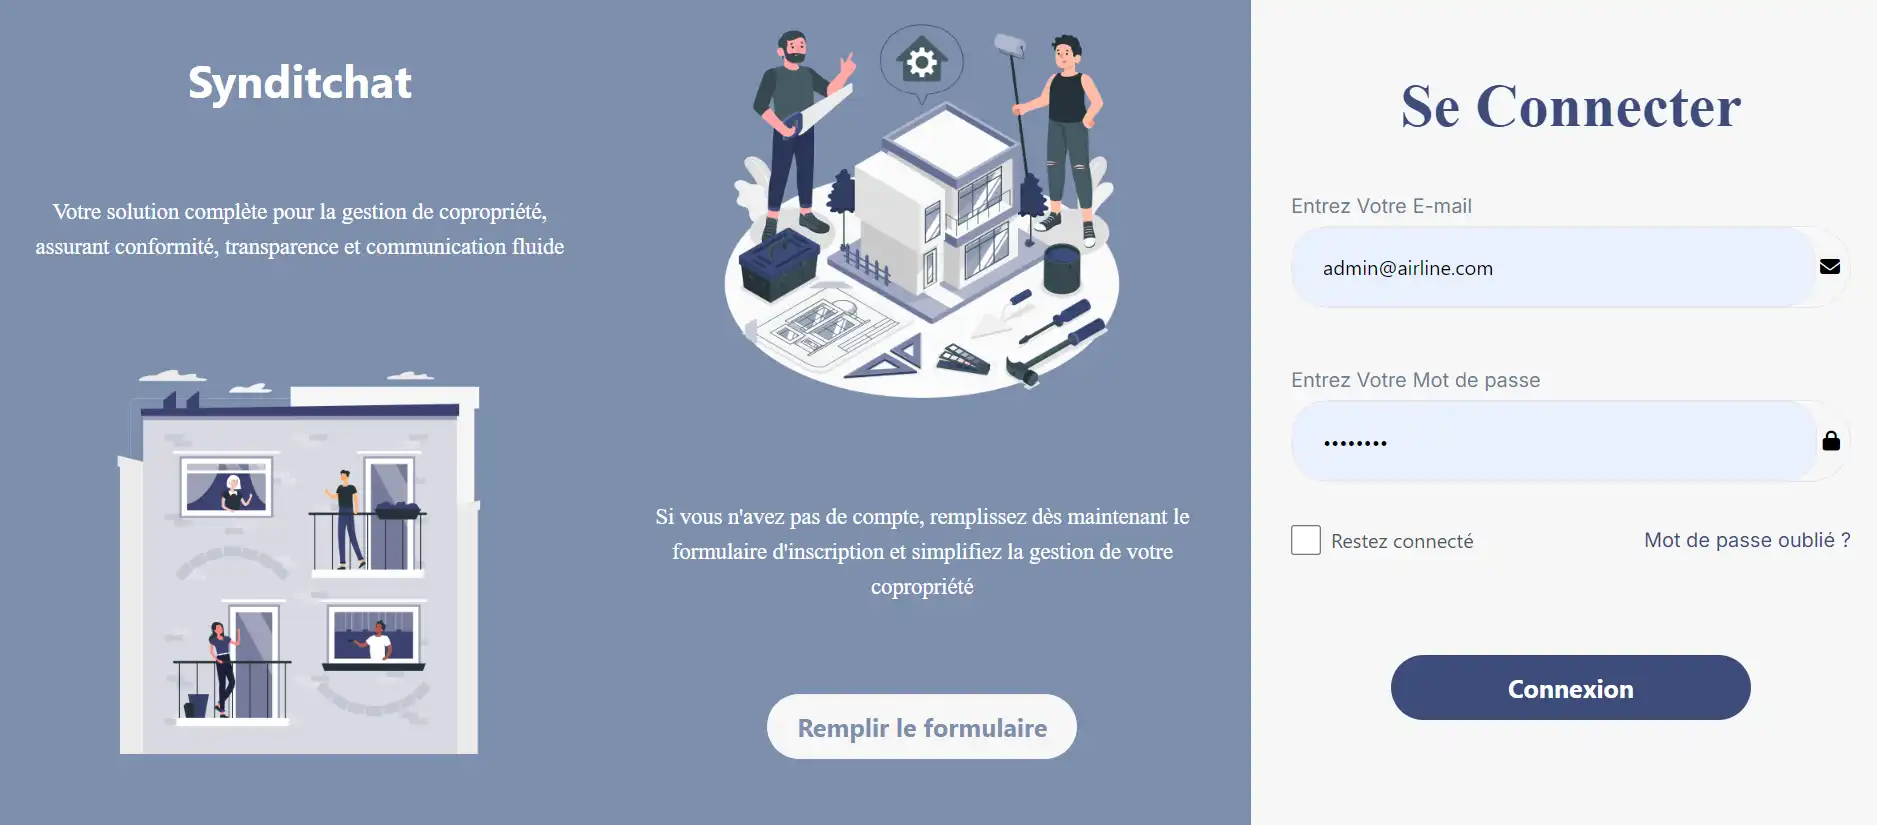 Synditchat
Votre solution complète pour la gestion de copropriété,
assurant conformité, transparence et communication fluide
Si vous n'avez pas de compte, remplissez dès maintenant le
formulaire d'inscription et simplifiez la gestion de votre
copropriété
Remplir le formulaire
Se Connecter
Entrez Votre E-mail
admin@airline.com
Entrez Votre Mot de passe
••••••••
Restez connecté
Mot de passe oublié ?
Connexion